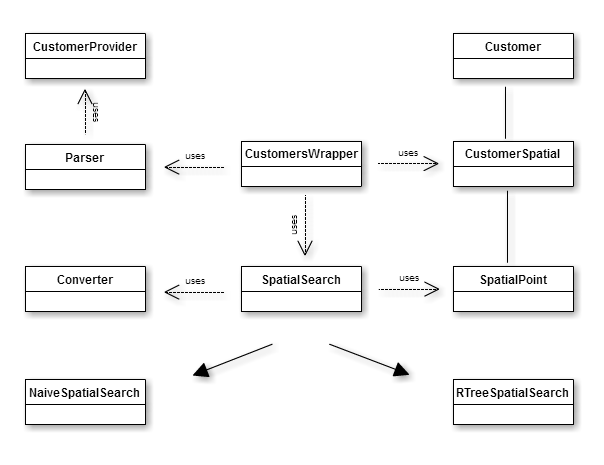 CustomerProvider
Customer
uses
Parser
uses
CustomersWrapper
uses
CustomerSpatial
uses
Converter
uses
SpatialSearch
uses
SpatialPoint
NaiveSpatialSearch
RTreeSpatialSearch